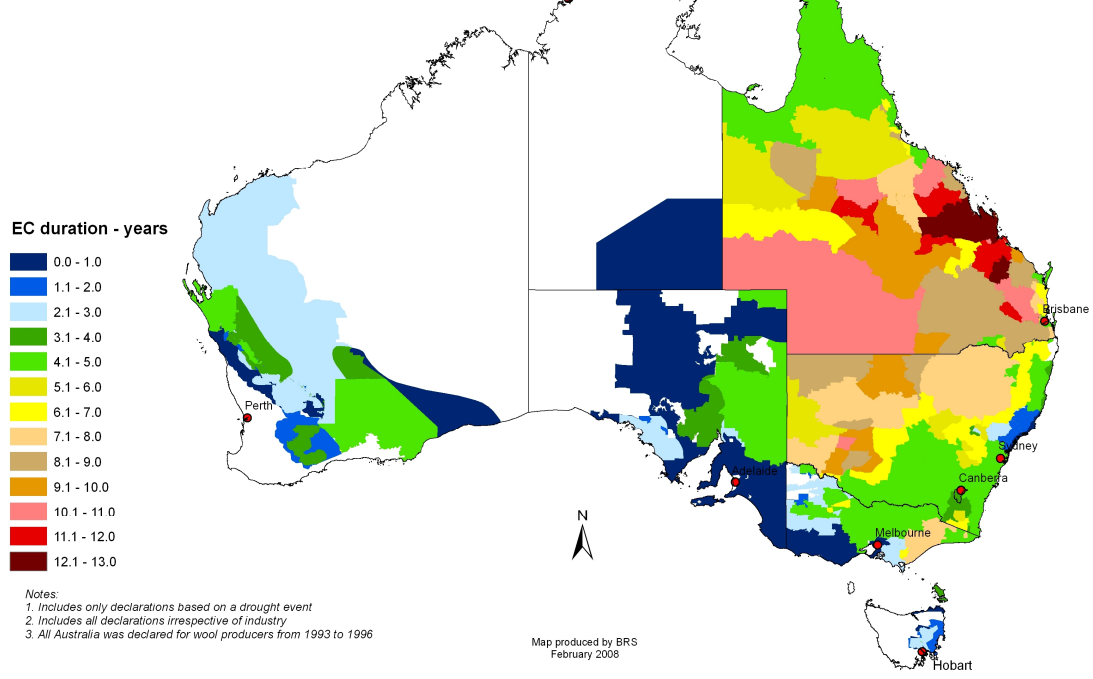 EC duration - years
0.0 - 1.0
1.1 - 2.0
2.1 - 3.0
3.1 - 4.0
4.1 - 5.0
5.1 - 6.0
6.1 - 7.0
7.1 - 8.0
8.1 - 9.0
9.1 - 10.0
10.1 - 11.0
11.1 - 12.0
12.1 - 13.0
Brisbane
Perth
Sydney
Adelaide
Canberra
Melbourne
Hobart
N
Notes:
1. Includes only declarations based on a drought event
2. Includes all declarations irrespective of industry
3. All Australia was declared for wool producers from 1993 to 1996
Map produced by BRS
February 2008